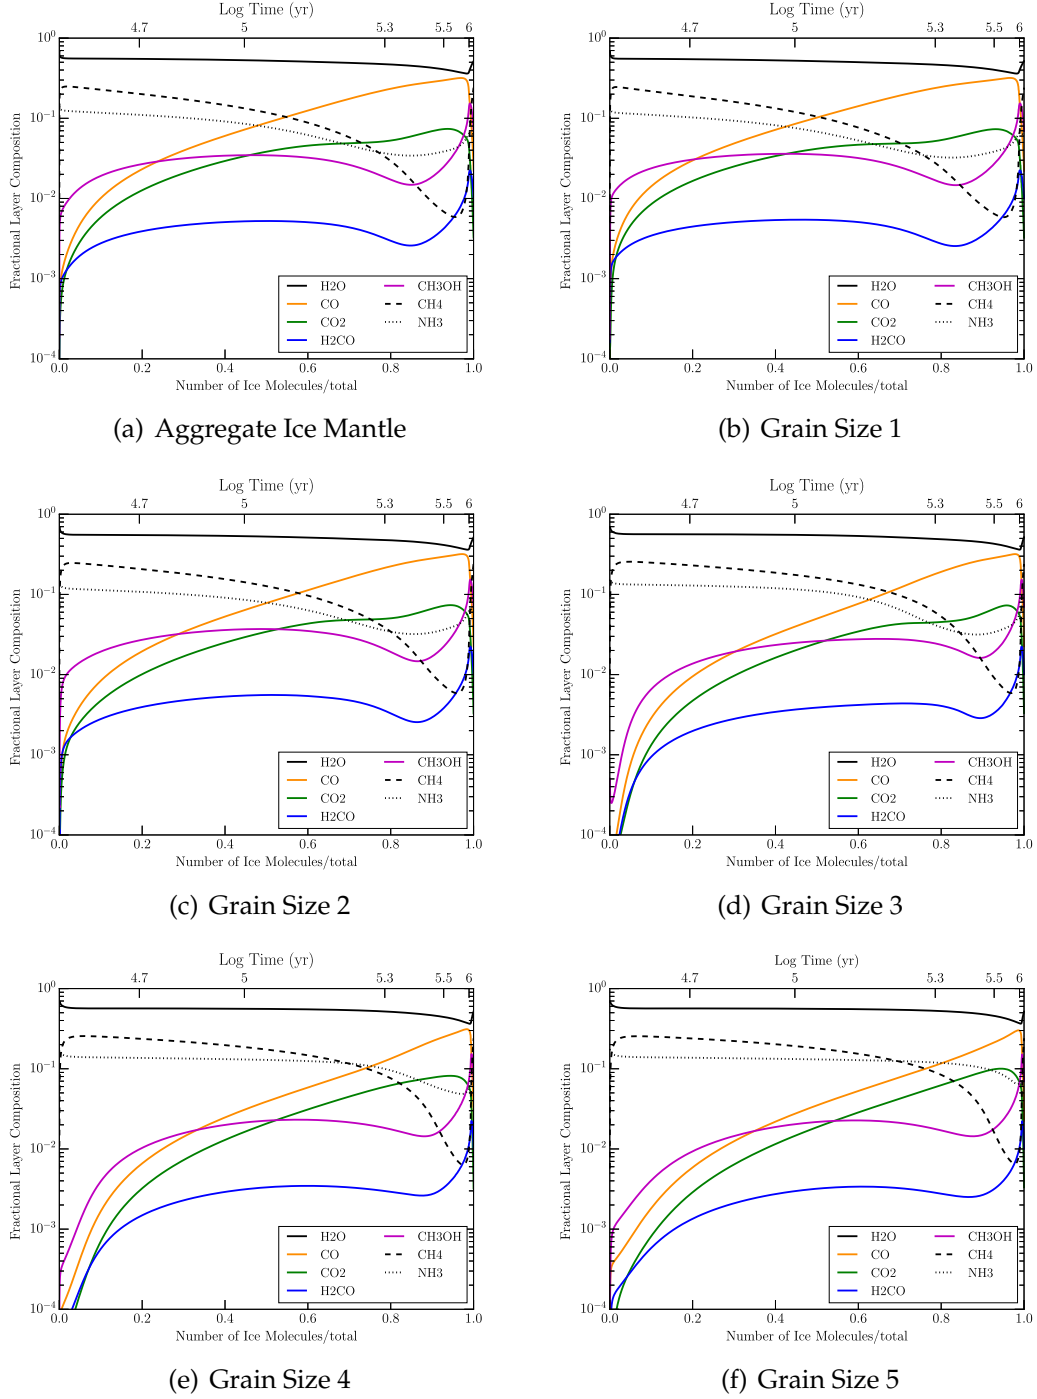 Log Time (yr)
4.7 5 5.3 5.5 6
10^0
10^{-1}
10^{-2}
10^{-3}
10^{-4}
Fractional Layer Composition
H2O CH3OH
CO CH4
CO2 NH3
H2CO
0.0 0.2 0.4 0.6 0.8 1.0
Number of Ice Molecules/total
(a) Aggregate Ice Mantle
Log Time (yr)
4.7 5 5.3 5.5 6
10^0
10^{-1}
10^{-2}
10^{-3}
10^{-4}
Fractional Layer Composition
H2O CH3OH
CO CH4
CO2 NH3
H2CO
0.0 0.2 0.4 0.6 0.8 1.0
Number of Ice Molecules/total
(b) Grain Size 1
Log Time (yr)
4.7 5 5.3 5.5 6
10^0
10^{-1}
10^{-2}
10^{-3}
10^{-4}
Fractional Layer Composition
H2O CH3OH
CO CH4
CO2 NH3
H2CO
0.0 0.2 0.4 0.6 0.8 1.0
Number of Ice Molecules/total
(c) Grain Size 2
Log Time (yr)
4.7 5 5.3 5.5 6
10^0
10^{-1}
10^{-2}
10^{-3}
10^{-4}
Fractional Layer Composition
H2O CH3OH
CO CH4
CO2 NH3
H2CO
0.0 0.2 0.4 0.6 0.8 1.0
Number of Ice Molecules/total
(d) Grain Size 3
Log Time (yr)
4.7 5 5.3 5.5 6
10^0
10^{-1}
10^{-2}
10^{-3}
10^{-4}
Fractional Layer Composition
H2O CH3OH
CO CH4
CO2 NH3
H2CO
0.0 0.2 0.4 0.6 0.8 1.0
Number of Ice Molecules/total
(e) Grain Size 4
Log Time (yr)
4.7 5 5.3 5.5 6
10^0
10^{-1}
10^{-2}
10^{-3}
10^{-4}
Fractional Layer Composition
H2O CH3OH
CO CH4
CO2 NH3
H2CO
0.0 0.2 0.4 0.6 0.8 1.0
Number of Ice Molecules/total
(f) Grain Size 5